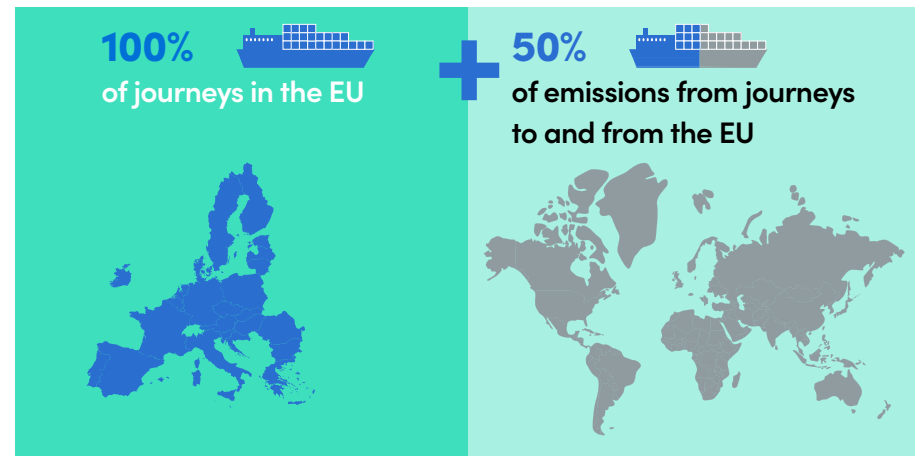 100%
of journeys in the EU
50%
of emissions from journeys
to and from the EU